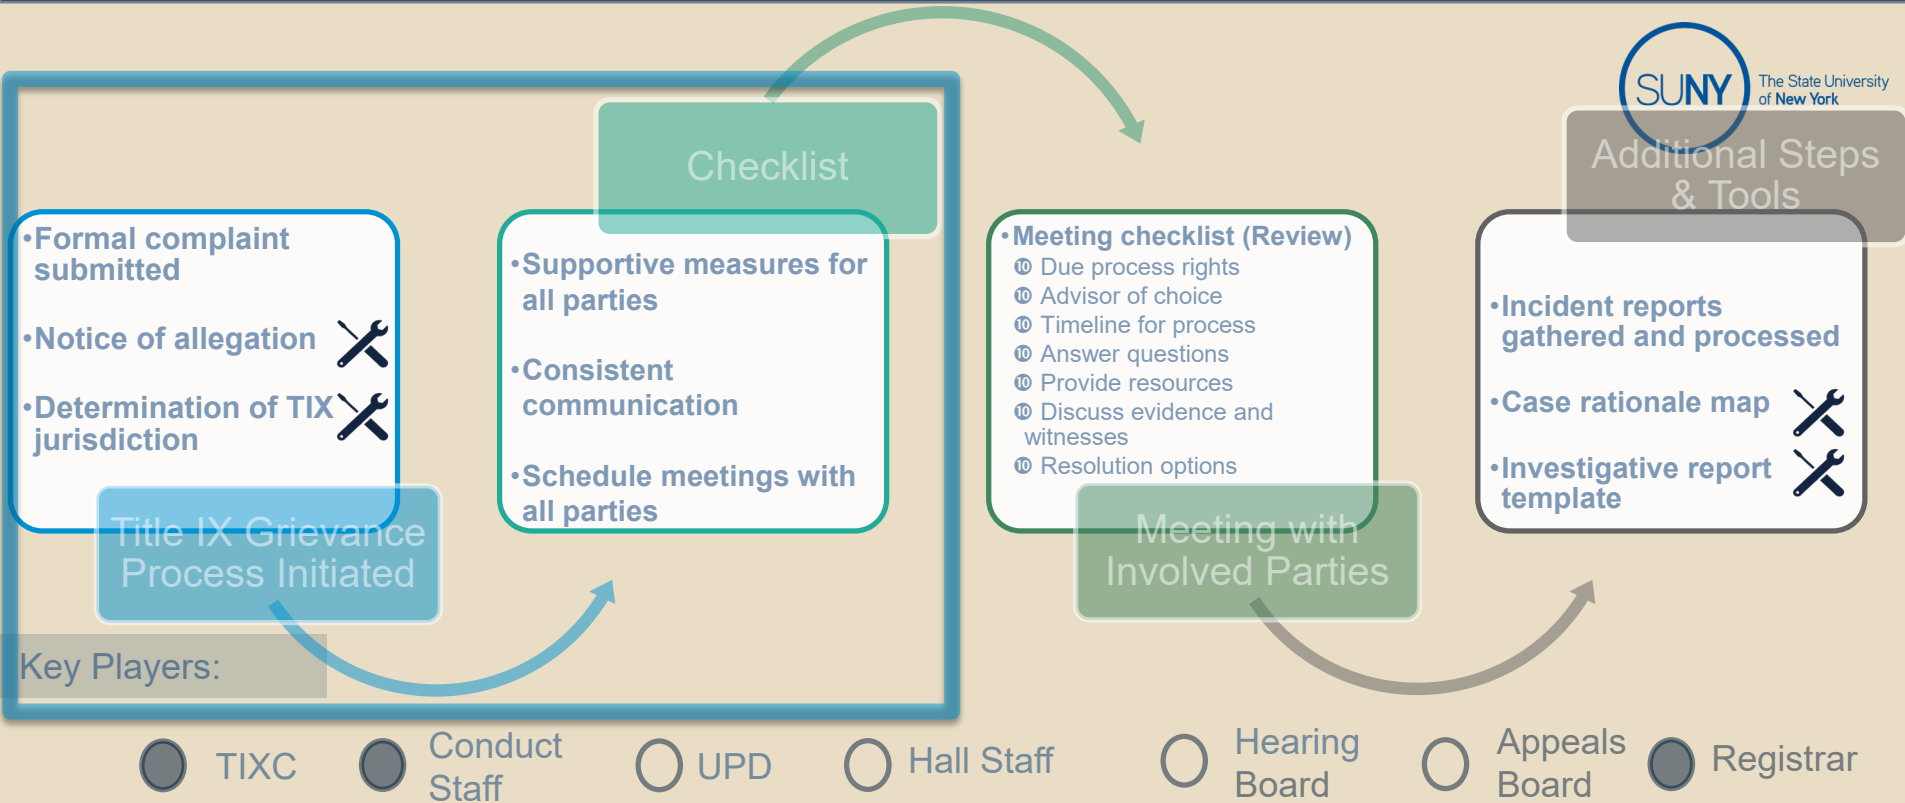 SUNY
The State University
of New York
Checklist
Additional Steps
& Tools
•Formal complaint
submitted
•Notice of allegation
•Determination of TIX
jurisdiction
Title IX Grievance
Process Initiated
•Supportive measures for
all parties
•Consistent
communication
•Schedule meetings with
all parties
•Meeting checklist (Review)
❿ Due process rights
❿ Advisor of choice
❿ Timeline for process
❿ Answer questions
❿ Provide resources
❿ Discuss evidence and
witnesses
❿ Resolution options
Meeting with
Involved Parties
•Incident reports
gathered and processed
•Case rationale map
•Investigative report
template
Key Players:
TIXC
Conduct
Staff
UPD
Hall Staff
Hearing
Board
Appeals
Board
Registrar